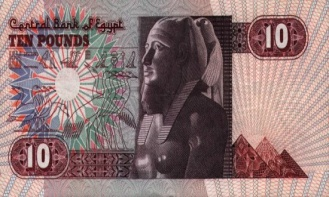 Central Bank of Egypt
TEN POUNDS
10
10